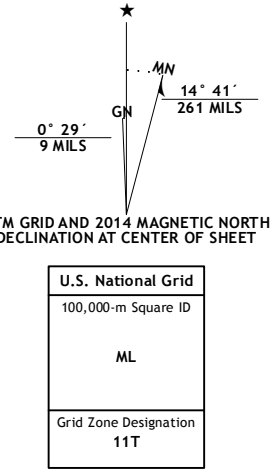 ★
MN
GN
14° 41´
261 MILS
0° 29´
9 MILS
TM GRID AND 2014 MAGNETIC NORTH
DECLINATION AT CENTER OF SHEET
U.S. National Grid
100,000-m Square ID
ML
Grid Zone Designation
11T